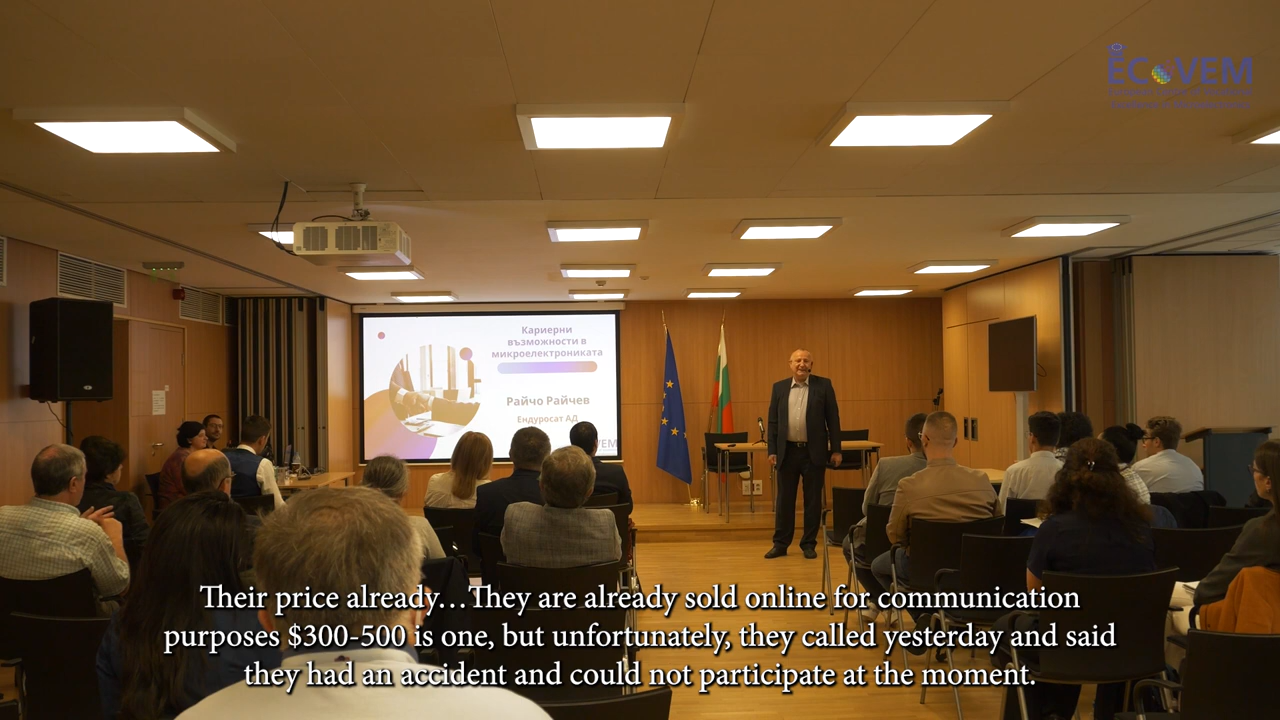 ECOVEM
Кариерни
възможности в
микроелектрониката
Райчо Райчев
Ендуросат АД
VEM
Their price already…They are already sold online for communication
purposes $300-500 is one, but unfortunately, they called yesterday and said
they had an accident and could not participate at the moment.